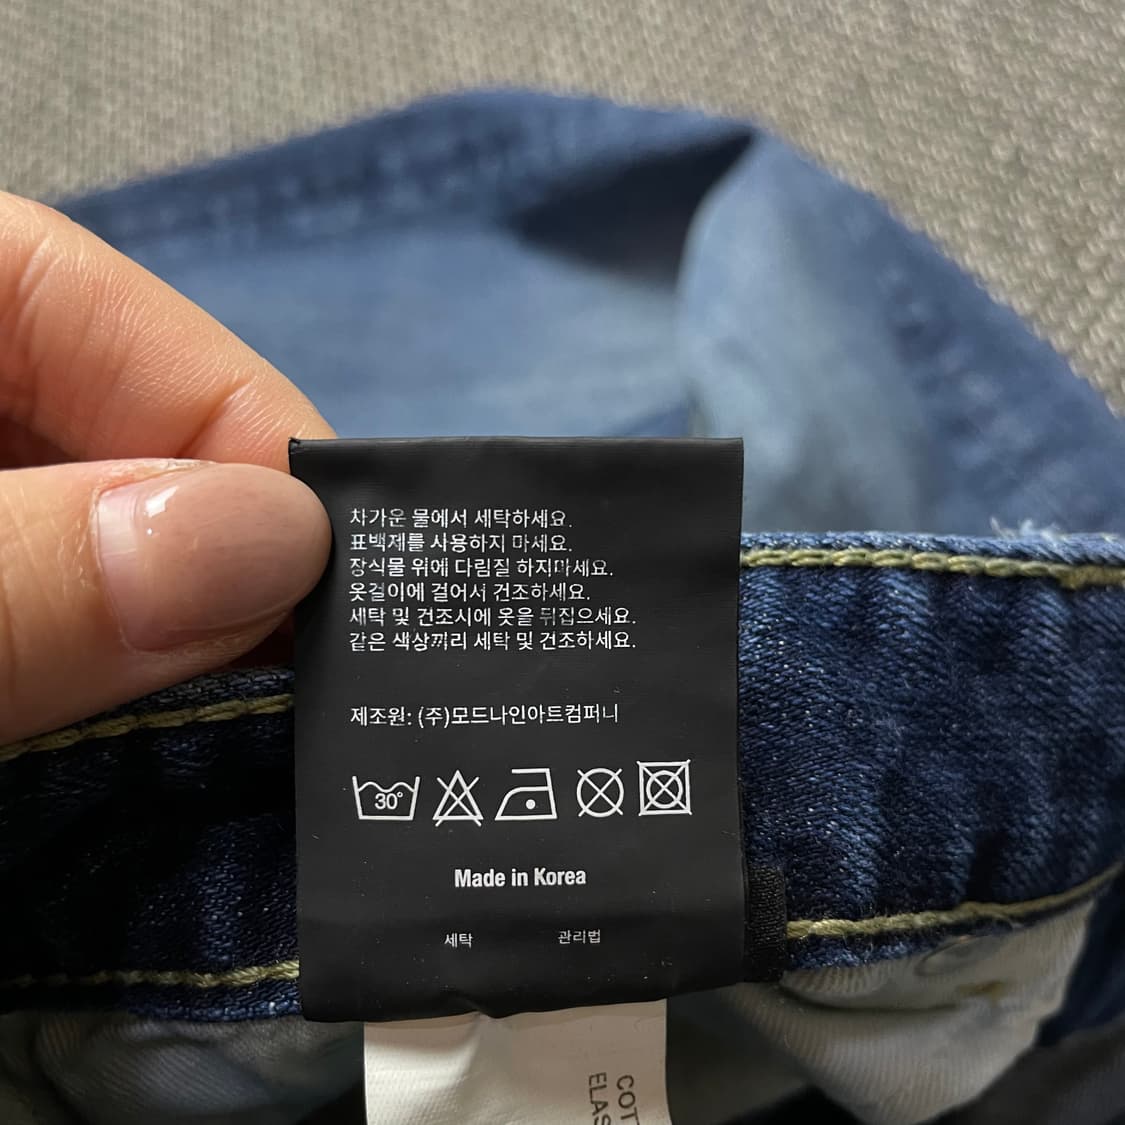 차가운 물에서 세탁하세요.
표백제를 사용하지 마세요.
장식물 위에 다림질 하지마세요.
옷걸이에 걸어서 건조하세요.
세탁 및 건조시에 옷을 뒤집으세요.
같은 색상끼리 세탁 및 건조하세요.
제조원: (주)모드나인아트컴퍼니
30°
Made in Korea
세탁 관리법
COT
ELAS